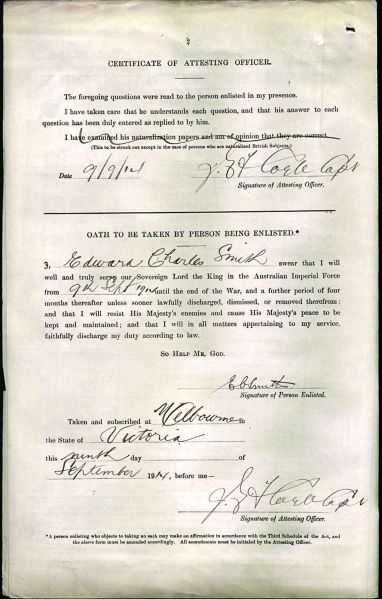 3
CERTIFICATE OF ATTESTING OFFICER.
The foregoing questions were read to the person enlisted in my presence.
I have taken care that he understands each question, and that his answer to each
question has been duly entered as replied to by him.
I have examined his naturalization papers and am of opinion that they are correct.
(This to be struck out except in the case of persons who are naturalized British Subjects.)
Date 9/9/14 Capt
Signature of Attesting Officer.
OATH TO BE TAKEN BY PERSON BEING ENLISTED.*
3, Edward Charles Smith swear that I will
well and truly serve our Sovereign Lord the King in the Australian Imperial Force
from 9th Sept 1914 until the end of the War, and a further period of four
months thereafter unless sooner lawfully discharged, dismissed, or removed therefrom; and
and that I will resist His Majesty's enemies and cause His Majesty's peace to be
kept and maintained; and that I will in all matters appertaining to my service,
faithfully discharge my duty according to law.
SO HELP ME, GOD.
E C Smith
Signature of Person Enlisted.
Taken and subscribed at Melbourne in
the State of Victoria
this ninth day of
September 1914, before me—
Capt
Signature of Attesting Officer.
*A person enlisting who objects to taking an oath may make an affirmation in accordance with the Third Schedule of the Act, and
the above form must be amended accordingly. All amendments must be initialed by the Attesting Officer.